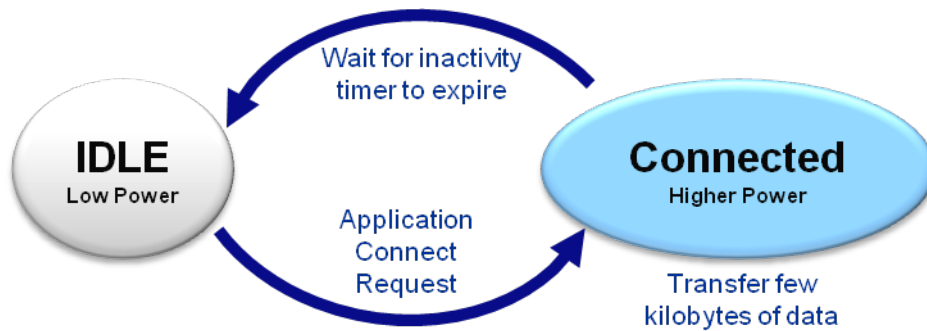 Wait for inactivity
timer to expire
IDLE
Low Power
Connected
Higher Power
Application
Connect
Request
Transfer few
kilobytes of data